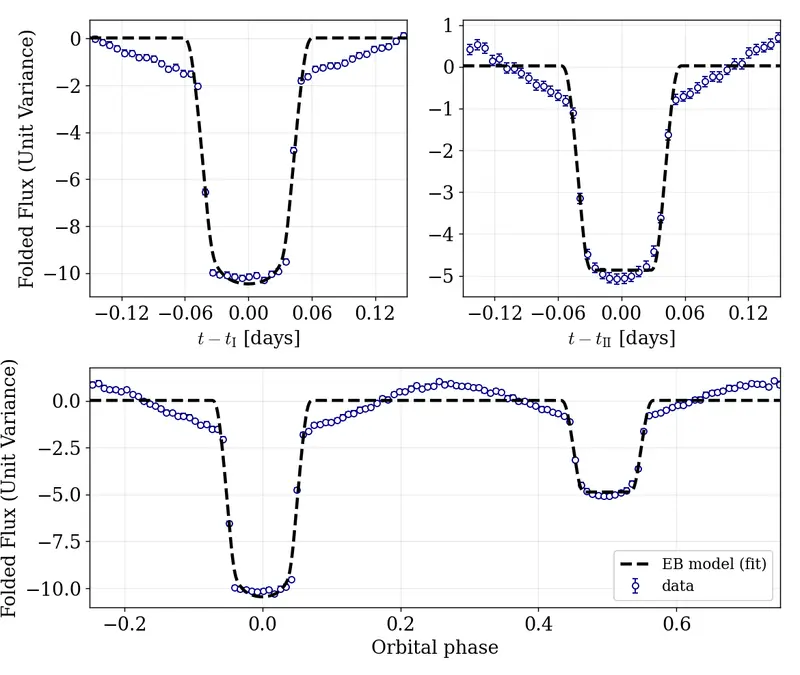 Folded Flux (Unit Variance)
0
−2
−4
−6
−8
−10
−0.12 −0.06 0.00 0.06 0.12
t − tI [days]
1
0
−1
−2
−3
−4
−5
−0.12 −0.06 0.00 0.06 0.12
t − tII [days]
Folded Flux (Unit Variance)
0.0
−2.5
−5.0
−7.5
−10.0
−0.2 0.0 0.2 0.4 0.6
Orbital phase
EB model (fit)
data